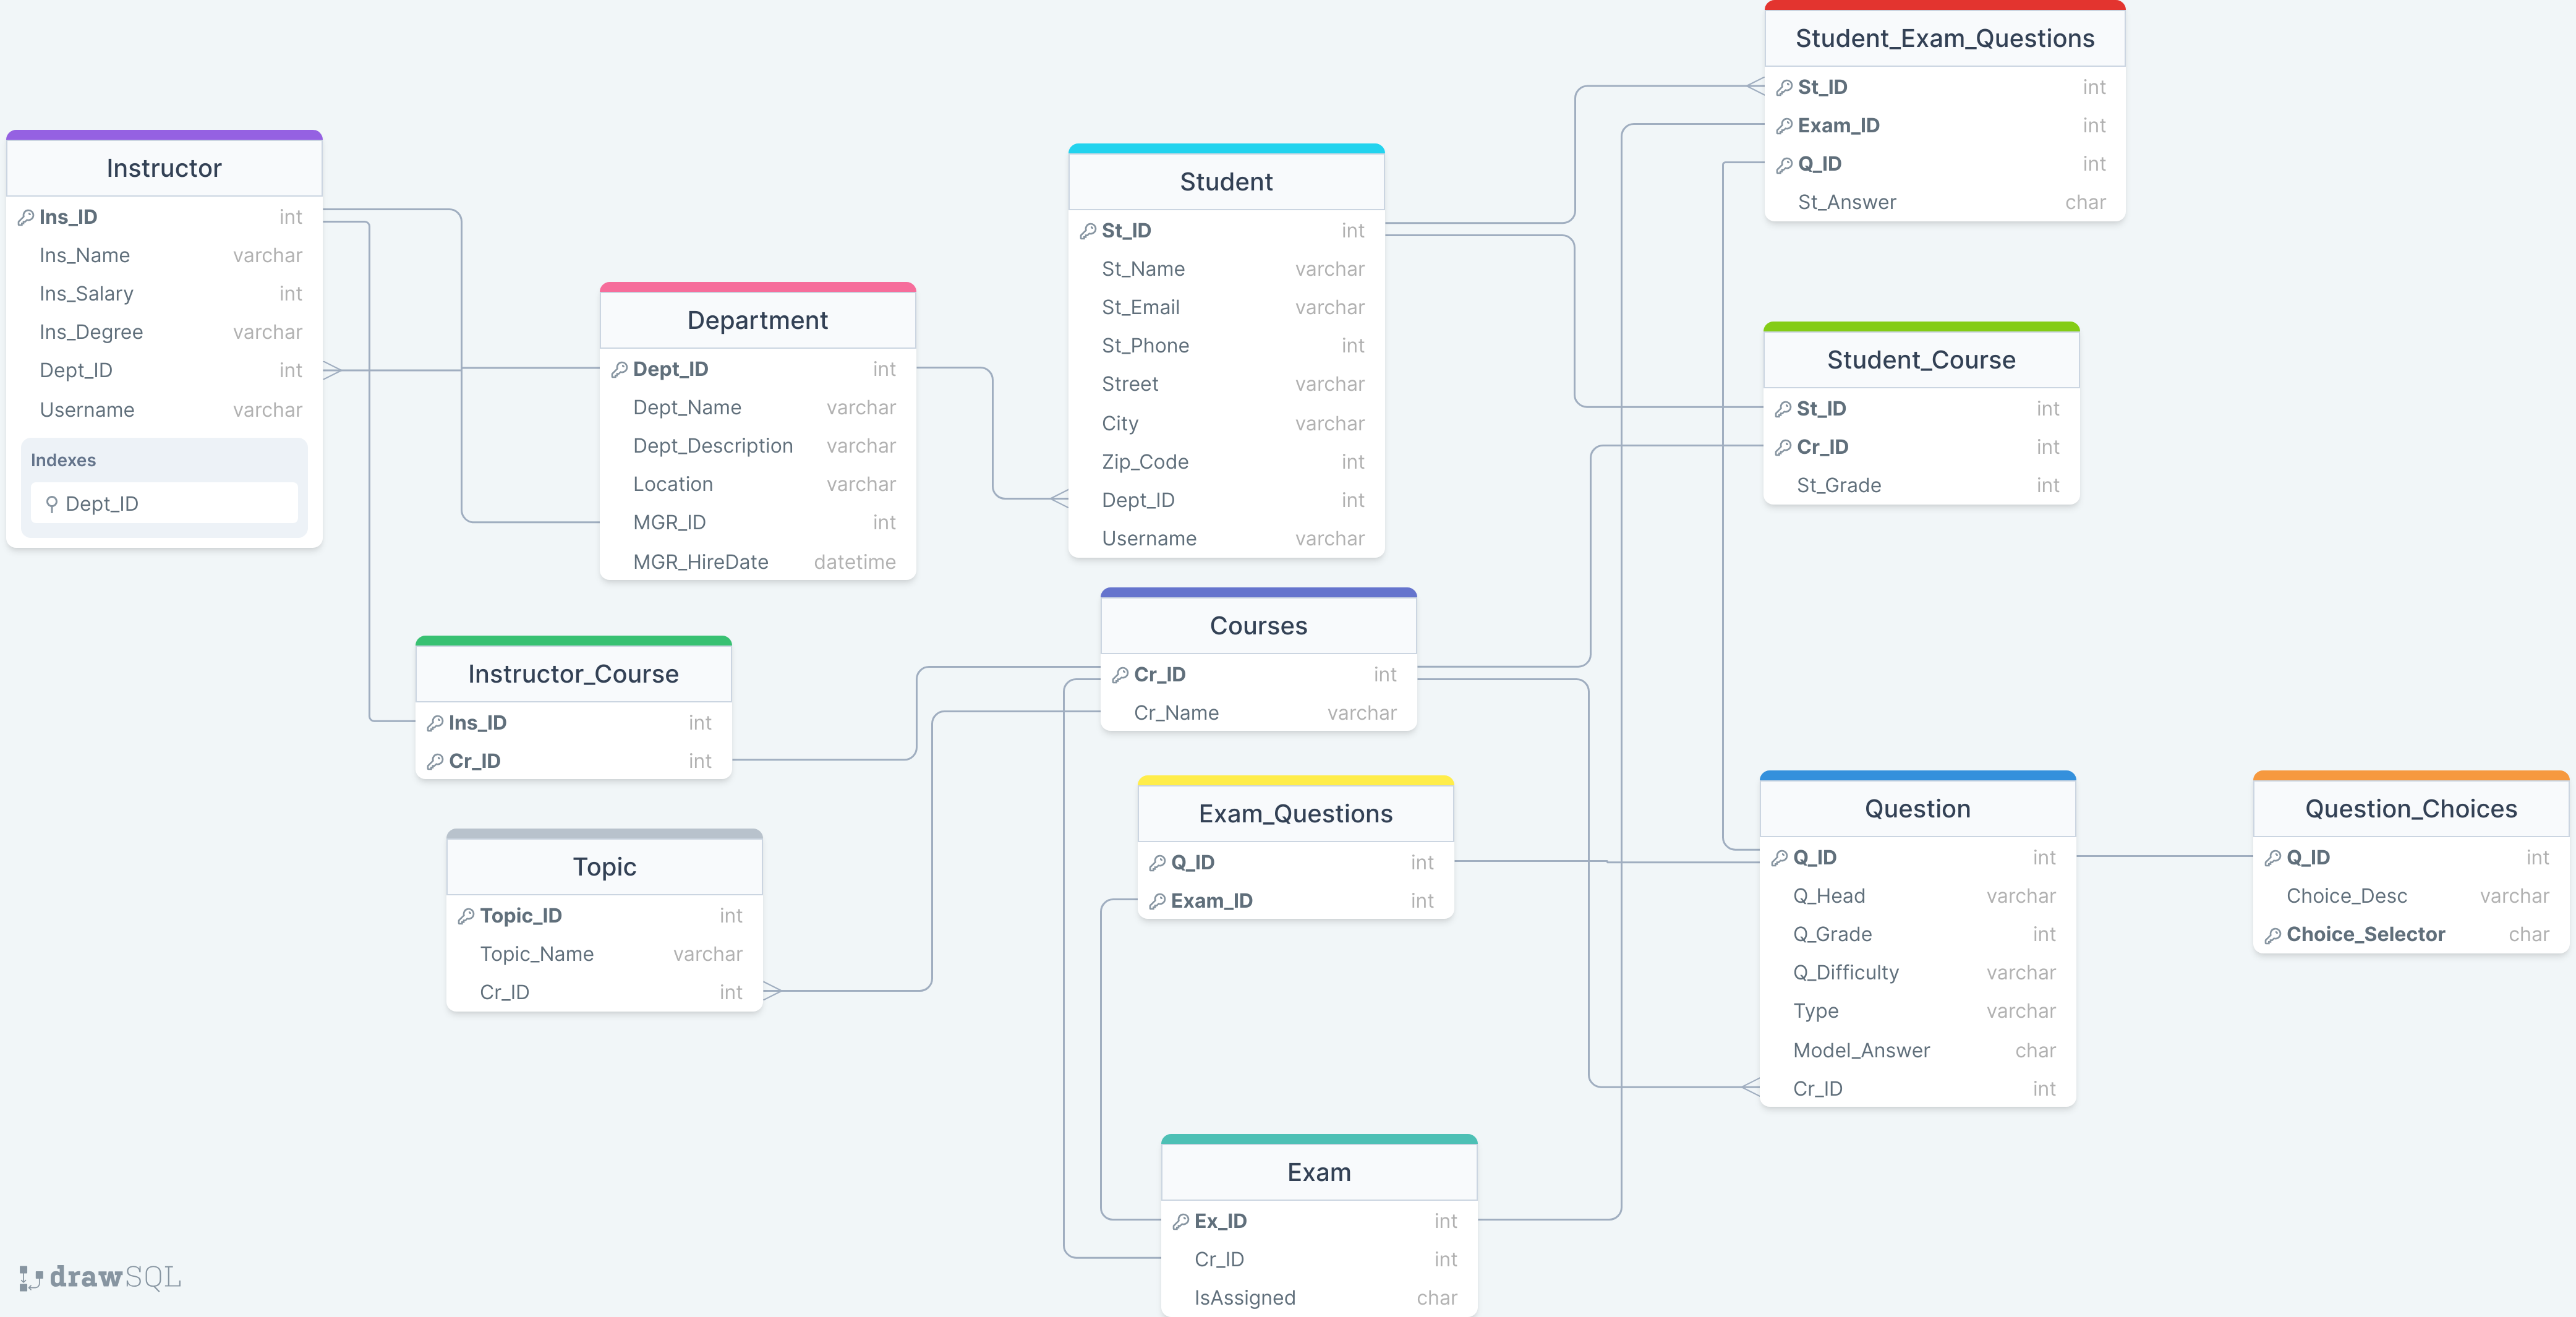 Instructor
Ins_ID int
Ins_Name varchar
Ins_Salary int
Ins_Degree varchar
Dept_ID int
Username varchar
Indexes
Dept_ID
Department
Dept_ID int
Dept_Name varchar
Dept_Description varchar
Location varchar
MGR_ID int
MGR_HireDate datetime
Student
St_ID int
St_Name varchar
St_Email varchar
St_Phone int
Street varchar
City varchar
Zip_Code int
Dept_ID int
Username varchar
Student_Exam_Questions
St_ID int
Exam_ID int
Q_ID int
St_Answer char
Student_Course
St_ID int
Cr_ID int
St_Grade int
Instructor_Course
Ins_ID int
Cr_ID int
Courses
Cr_ID int
Cr_Name varchar
Topic
Topic_ID int
Topic_Name varchar
Cr_ID int
Exam_Questions
Q_ID int
Exam_ID int
Question
Q_ID int
Q_Head varchar
Q_Grade int
Q_Difficulty varchar
Type varchar
Model_Answer char
Cr_ID int
Question_Choices
Q_ID int
Choice_Desc varchar
Choice_Selector char
Exam
Ex_ID int
Cr_ID int
IsAssigned char
drawSQL